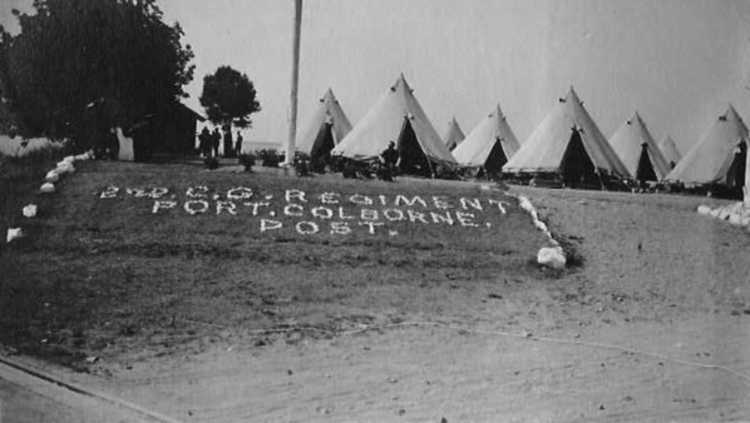 2ND. C.G. REGIMENT
PORT. COLBORNE.
POST.